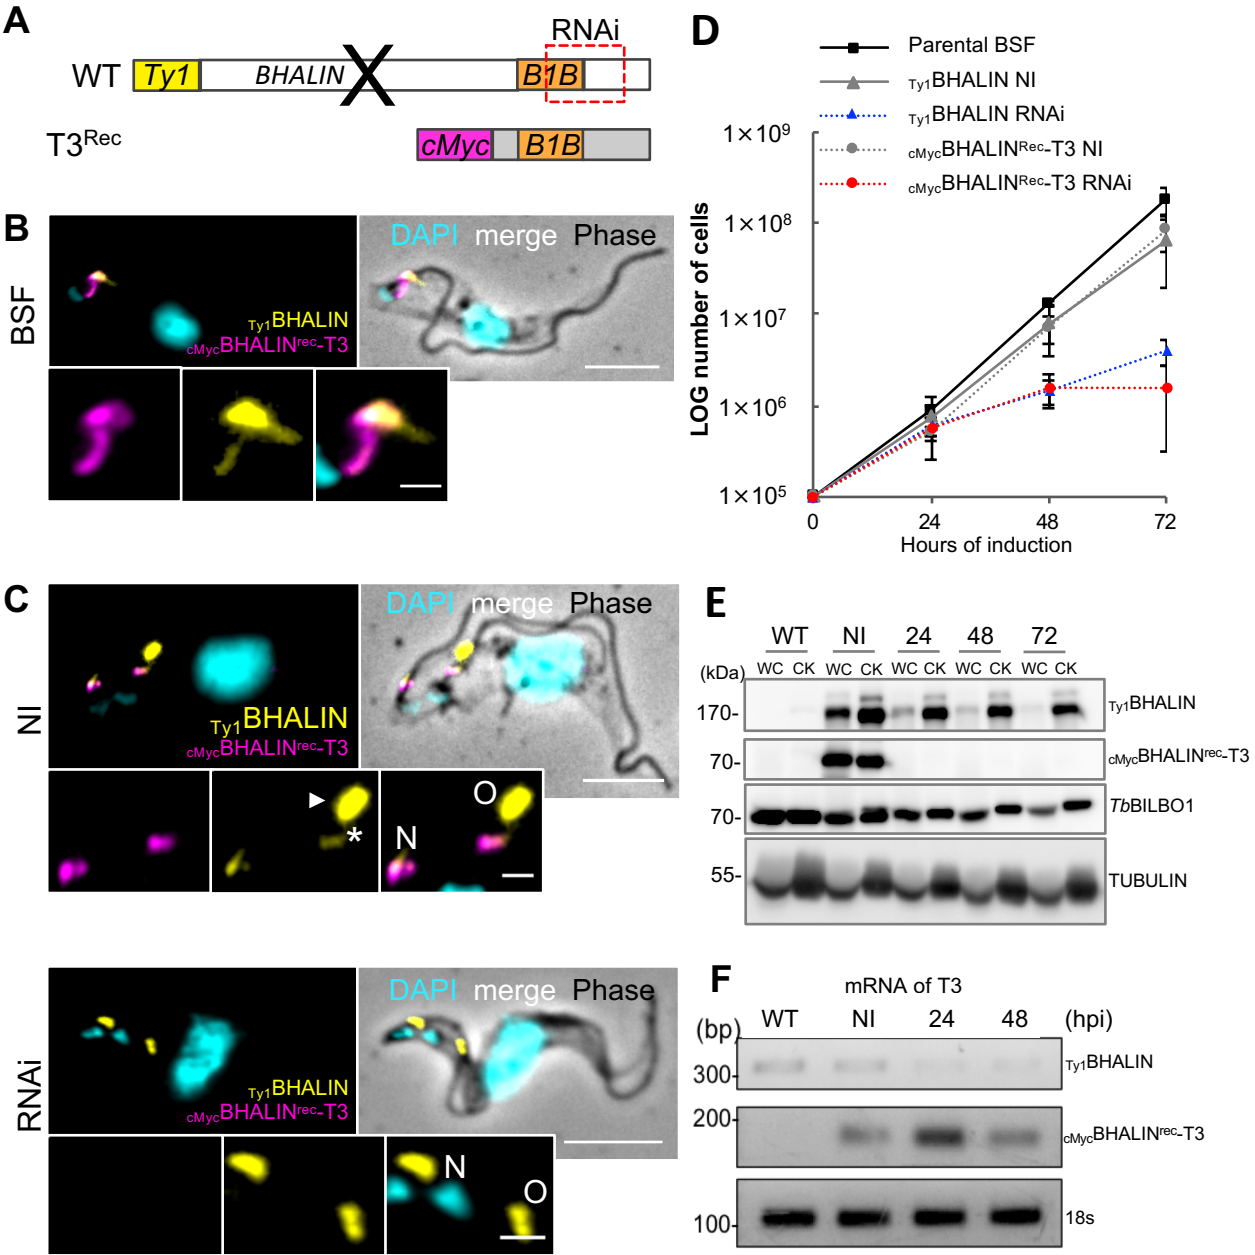 A
RNAi
WT Ty1 BHALIN B1B
T3Rec cMyc B1B
B
BSF
Ty1BHALIN
cMycBHALINrec-T3
DAPI merge Phase
C
NI
Ty1BHALIN
cMycBHALINrec-T3
DAPI merge Phase
*
N
O
RNAi
Ty1BHALIN
cMycBHALINrec-T3
DAPI merge Phase
N
O
D
Parental BSF
Ty1BHALIN NI
Ty1BHALIN RNAi
cMycBHALINRec-T3 NI
cMycBHALINRec-T3 RNAi
LOG number of cells
1×10⁹
1×10⁸
1×10⁷
1×10⁶
1×10⁵
0 24 48 72
Hours of induction
E
WT NI 24 48 72
(kDa) WC CK WC CK WC CK WC CK WC CK
170- Ty1BHALIN
70- cMycBHALINrec-T3
70- TbBILBO1
55- TUBULIN
F
mRNA of T3
(bp) WT NI 24 48 (hpi)
300- Ty1BHALIN
200- cMycBHALINrec-T3
100- 18s